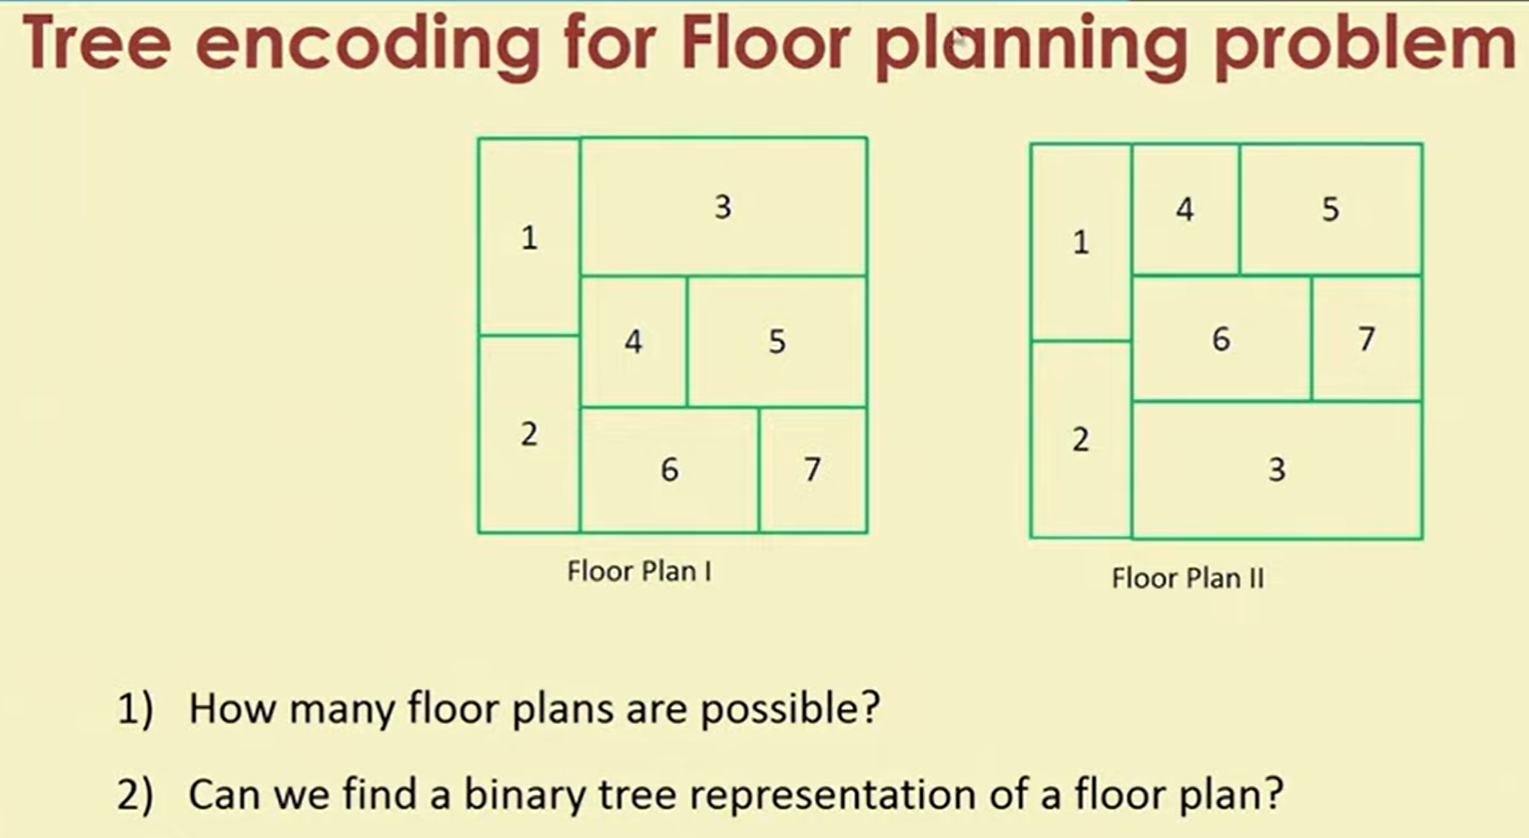 Tree encoding for Floor planning problem
1
3
4
5
2
6
7
Floor Plan I
1
4
5
6
7
2
3
Floor Plan II
1) How many floor plans are possible?
2) Can we find a binary tree representation of a floor plan?